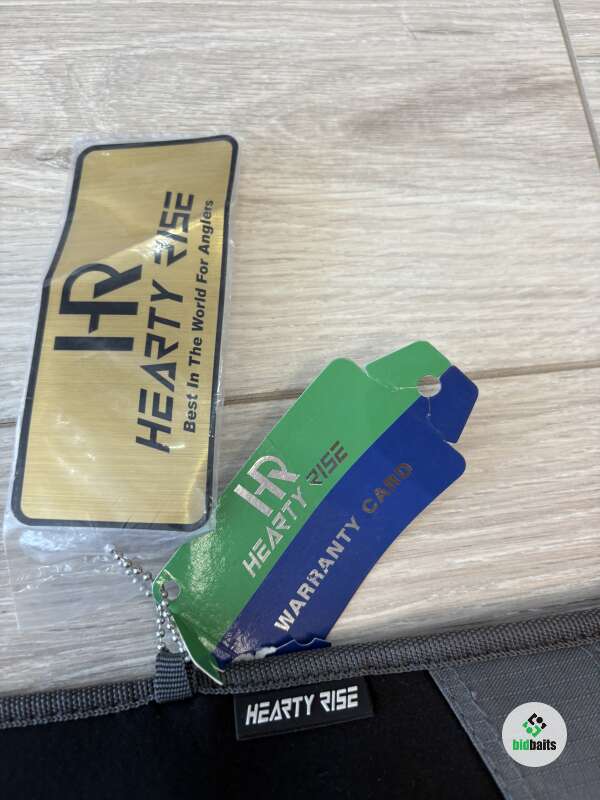 HR
HEARTY RISE
Best In The World For Anglers
HR
HEARTY RISE
WARRANTY CARD
HEARTY RISE
bidbaits